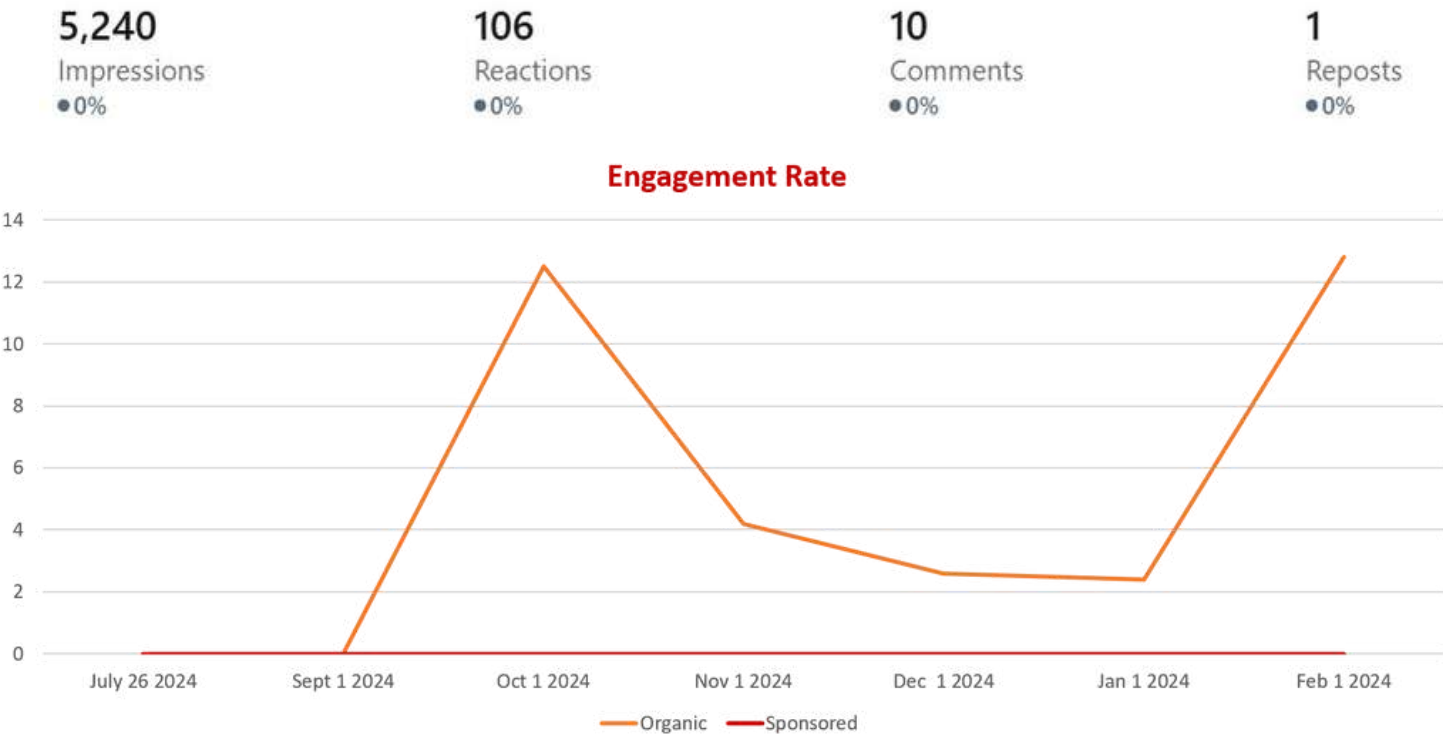 5,240 106 10 1
Impressions Reactions Comments Reposts
0% 0% 0% 0%
Engagement Rate
14
12
10
8
6
4
2
0
July 26 2024 Sept 1 2024 Oct 1 2024 Nov 1 2024 Dec 1 2024 Jan 1 2024 Feb 1 2024
Organic Sponsored